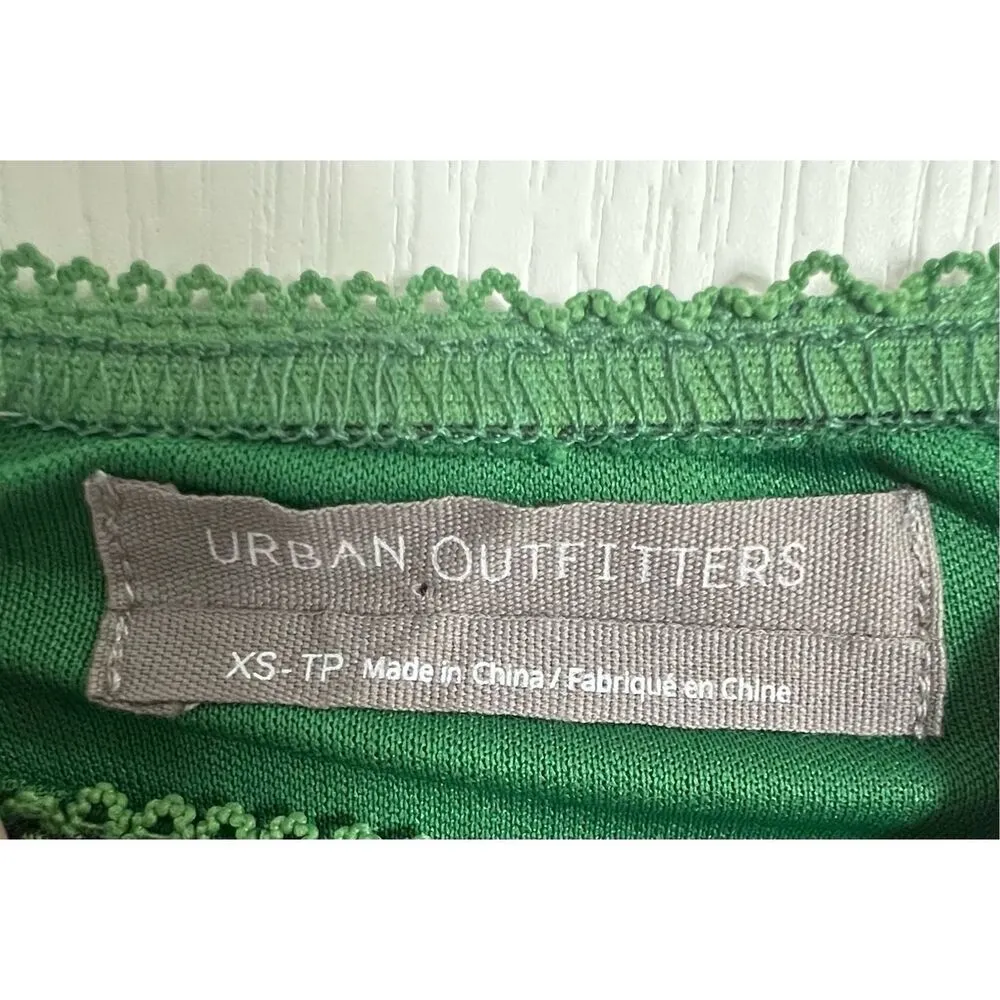 URBAN OUTFITTERS
XS-TP Made in China / Fabriqué en Chine